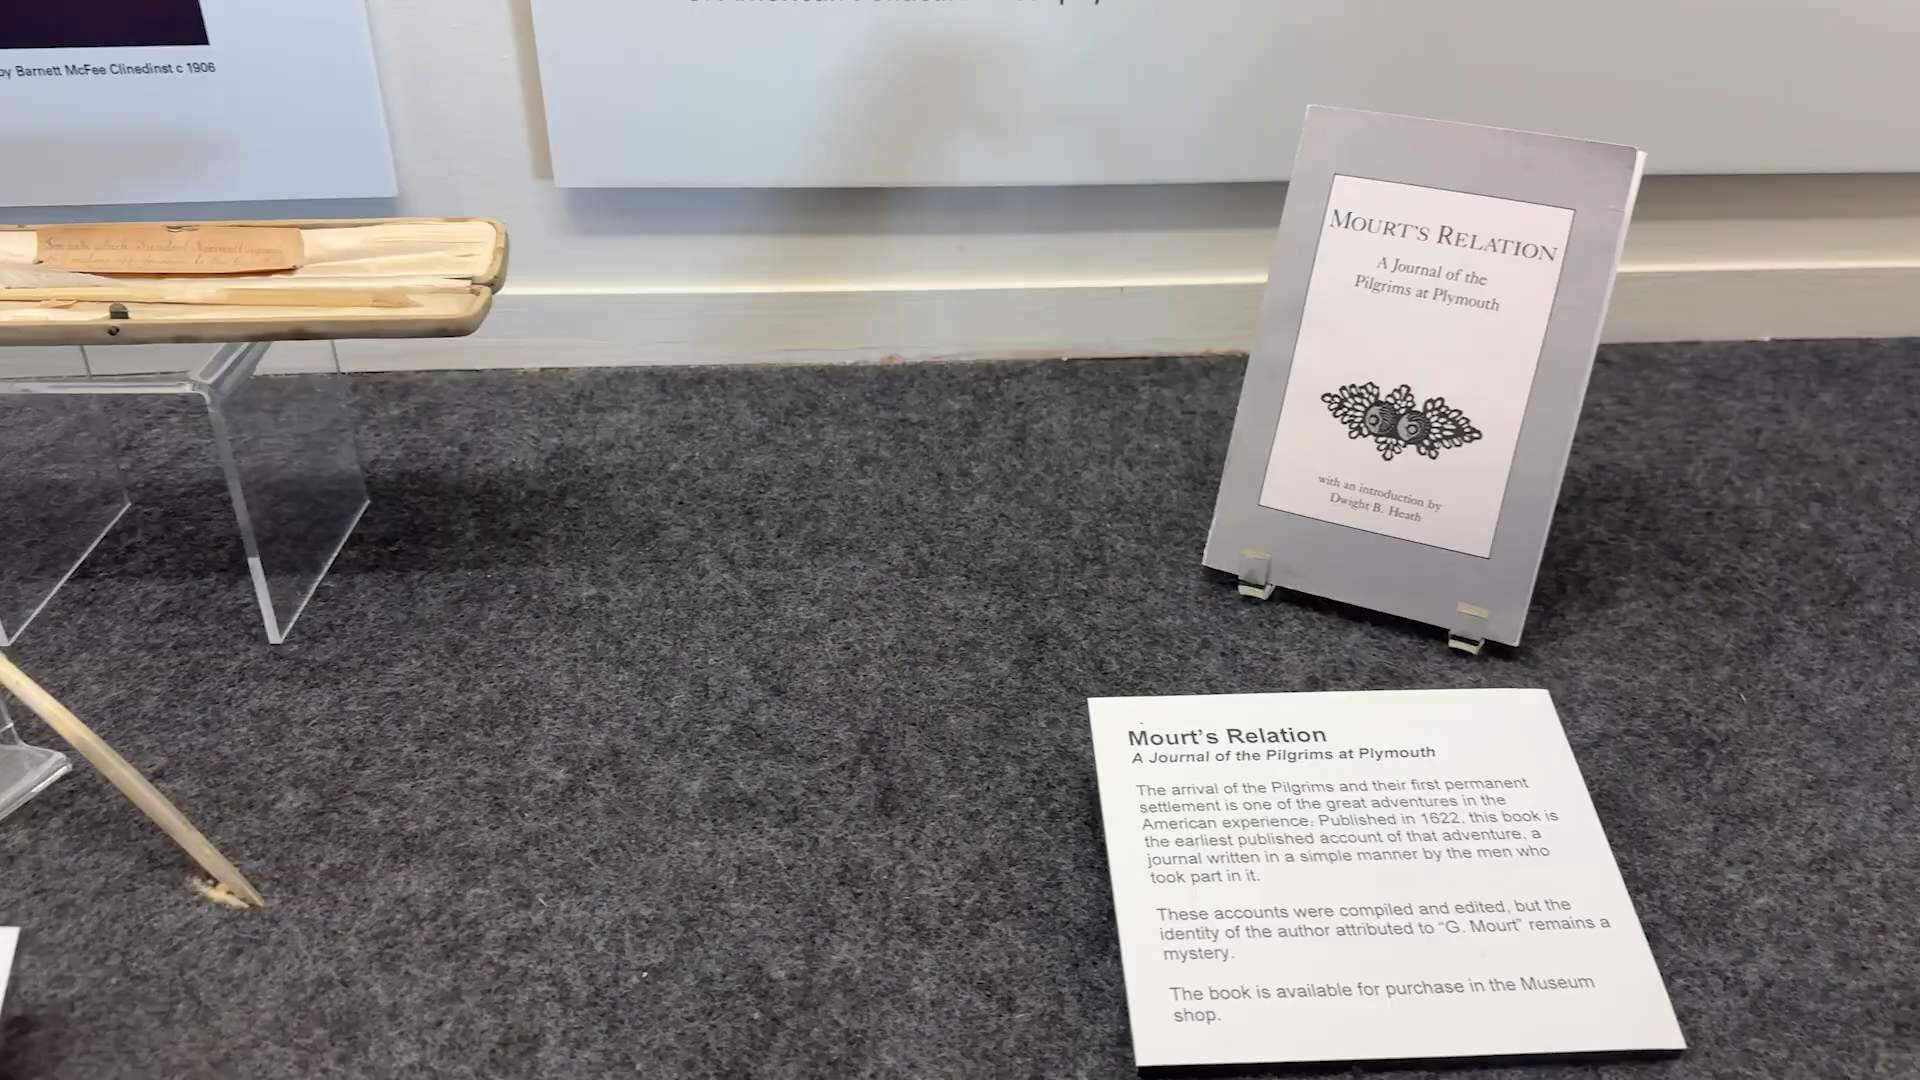 by Barnett McFee Clinedinst c 1906
MOURT'S RELATION
A Journal of the
Pilgrims at Plymouth
with an introduction by
Dwight B. Heath
Mourt's Relation
A Journal of the Pilgrims at Plymouth
The arrival of the Pilgrims and their first permanent
settlement is one of the great adventures in the
American experience. Published in 1622, this book is
the earliest published account of that adventure, a
journal written in a simple manner by the men who
took part in it.
These accounts were compiled and edited, but the
identity of the author attributed to "G. Mourt" remains a
mystery.
The book is available for purchase in the Museum
shop.